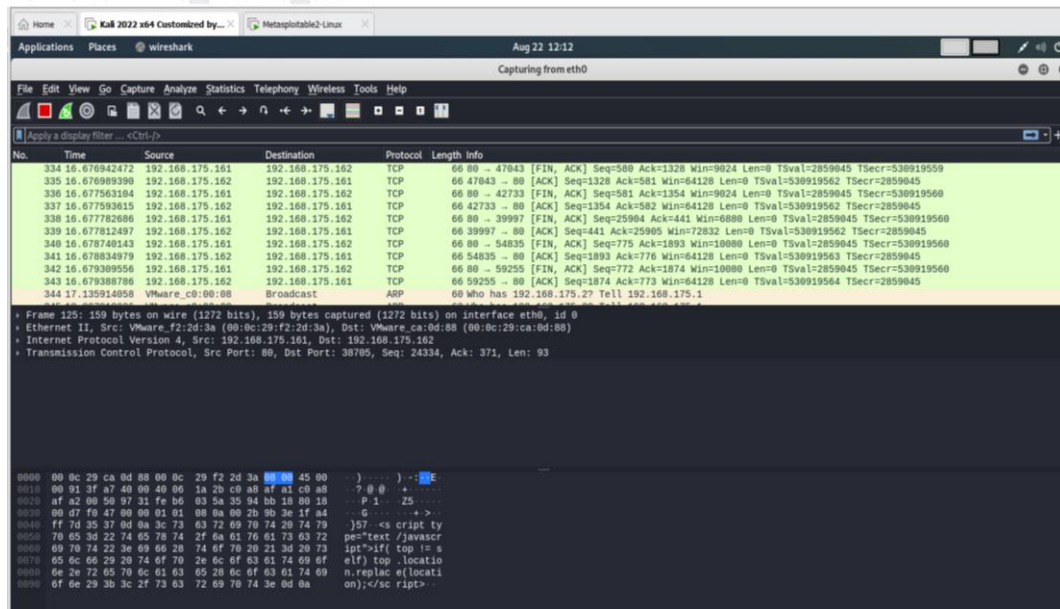 Home Kali 2022 x64 Customized by... Metasploitable2-Linux
Applications Places wireshark Aug 22 12:12
Capturing from eth0
File Edit View Go Capture Analyze Statistics Telephony Wireless Tools Help
Apply a display filter ... <Ctrl-/>
No. Time Source Destination Protocol Length Info
334 16.676942472 192.168.175.161 192.168.175.162 TCP 66 80 → 47043 [FIN, ACK] Seq=580 Ack=1328 Win=9024 Len=0 TSval=2859045 TSecr=530919559
335 16.676989390 192.168.175.162 192.168.175.161 TCP 66 47043 → 80 [ACK] Seq=1328 Ack=581 Win=64128 Len=0 TSval=530919562 TSecr=2859045
336 16.677563104 192.168.175.161 192.168.175.162 TCP 66 80 → 42733 [FIN, ACK] Seq=581 Ack=1354 Win=9024 Len=0 TSval=2859045 TSecr=530919560
337 16.677593615 192.168.175.162 192.168.175.161 TCP 66 42733 → 80 [ACK] Seq=1354 Ack=582 Win=64128 Len=0 TSval=530919562 TSecr=2859045
338 16.677782686 192.168.175.161 192.168.175.162 TCP 66 80 → 39997 [FIN, ACK] Seq=25904 Ack=441 Win=6880 Len=0 TSval=2859045 TSecr=530919560
339 16.677812497 192.168.175.162 192.168.175.161 TCP 66 39997 → 80 [ACK] Seq=441 Ack=25905 Win=72832 Len=0 TSval=530919562 TSecr=2859045
340 16.678740143 192.168.175.161 192.168.175.162 TCP 66 80 → 54835 [FIN, ACK] Seq=775 Ack=1893 Win=10080 Len=0 TSval=2859045 TSecr=530919560
341 16.678834979 192.168.175.162 192.168.175.161 TCP 66 54835 → 80 [ACK] Seq=1893 Ack=776 Win=64128 Len=0 TSval=530919563 TSecr=2859045
342 16.679309556 192.168.175.161 192.168.175.162 TCP 66 80 → 59255 [FIN, ACK] Seq=772 Ack=1874 Win=10080 Len=0 TSval=2859045 TSecr=530919560
343 16.679388786 192.168.175.162 192.168.175.161 TCP 66 59255 → 80 [ACK] Seq=1874 Ack=773 Win=64128 Len=0 TSval=530919564 TSecr=2859045
344 17.135914058 VMware_c0:00:08 Broadcast ARP 60 Who has 192.168.175.2? Tell 192.168.175.1
Frame 125: 159 bytes on wire (1272 bits), 159 bytes captured (1272 bits) on interface eth0, id 0
Ethernet II, Src: VMware_f2:2d:3a (00:0c:29:f2:2d:3a), Dst: VMware_ca:0d:88 (00:0c:29:ca:0d:88)
Internet Protocol Version 4, Src: 192.168.175.161, Dst: 192.168.175.162
Transmission Control Protocol, Src Port: 80, Dst Port: 38705, Seq: 24334, Ack: 371, Len: 93
0000 00 0c 29 ca 0d 88 00 0c 29 f2 2d 3a 08 00 45 00 ··)····· )·-:··E·
0010 00 91 3f a7 40 00 40 06 1a 2b c0 a8 af a1 c0 a8 ··?·@·@· ·+······
0020 af a2 00 50 97 31 fe b6 03 5a 35 94 bb 18 80 18 ···P·1·· ·Z5·····
0030 00 d7 f0 47 00 00 01 01 08 0a 00 2b 9b 3e 1f a4 ···G···· ···+·>··
0040 ff 7d 35 37 0d 0a 3c 73 63 72 69 70 74 20 74 79 ·}57··<s cript ty
0050 70 65 3d 22 74 65 78 74 2f 6a 61 76 61 73 63 72 pe="text /javascr
0060 69 70 74 22 3e 69 66 28 74 6f 70 20 21 3d 20 73 ipt">if( top != s
0070 65 6c 66 29 20 74 6f 70 2e 6c 6f 63 61 74 69 6f elf) top .locatio
0080 6e 2e 72 65 70 6c 61 63 65 28 6c 6f 63 61 74 69 n.replac e(locati
0090 6f 6e 29 3b 3c 2f 73 63 72 69 70 74 3e 0d 0a on);</sc ript>··